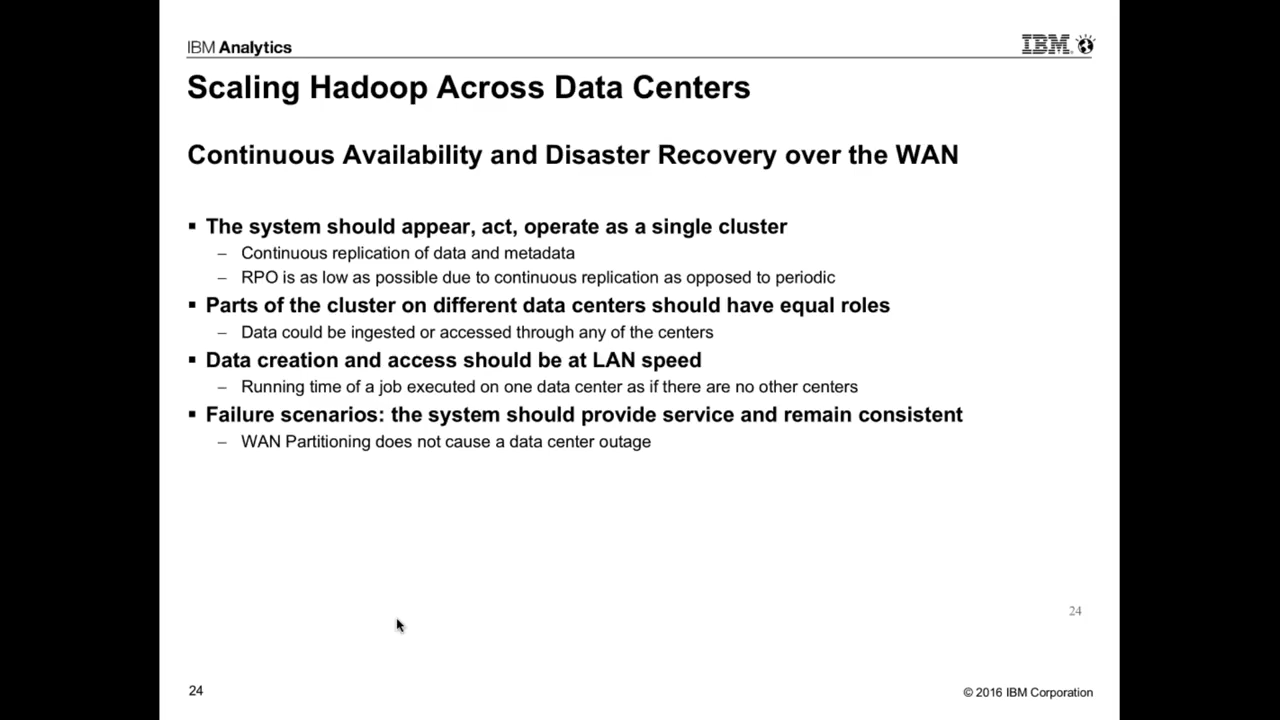 IBM Analytics
IBM
Scaling Hadoop Across Data Centers
Continuous Availability and Disaster Recovery over the WAN
▪ The system should appear, act, operate as a single cluster
– Continuous replication of data and metadata
– RPO is as low as possible due to continuous replication as opposed to periodic
▪ Parts of the cluster on different data centers should have equal roles
– Data could be ingested or accessed through any of the centers
▪ Data creation and access should be at LAN speed
– Running time of a job executed on one data center as if there are no other centers
▪ Failure scenarios: the system should provide service and remain consistent
– WAN Partitioning does not cause a data center outage
24
24
© 2016 IBM Corporation